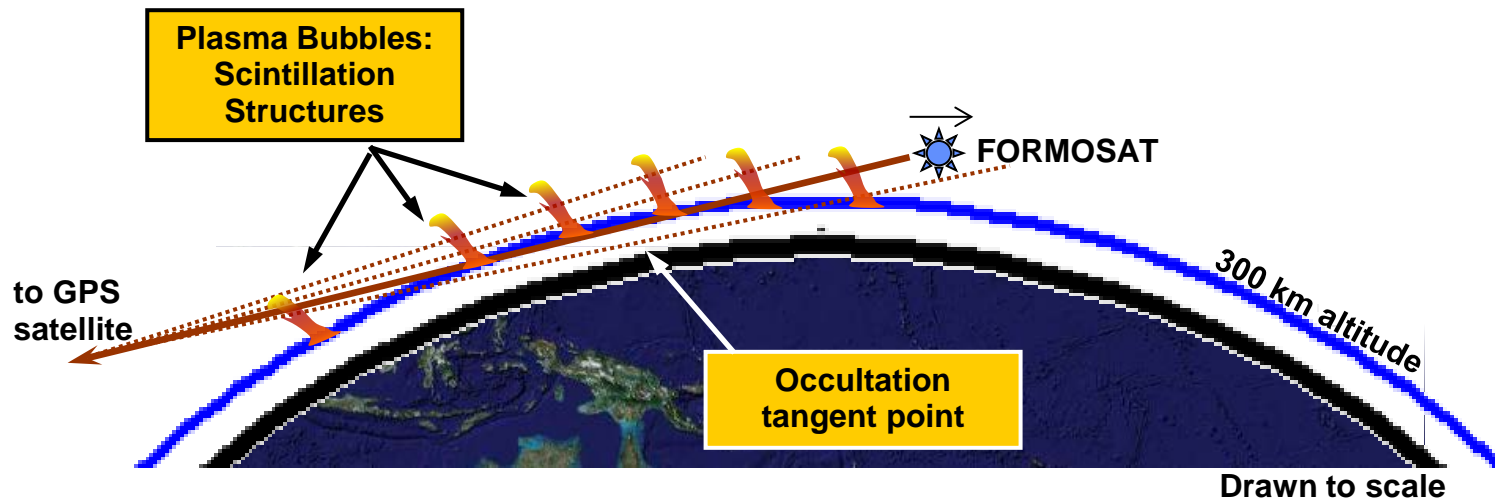 Plasma Bubbles:
Scintillation
Structures
FORMOSAT
to GPS
satellite
300 km altitude
Occultation
tangent point
Drawn to scale